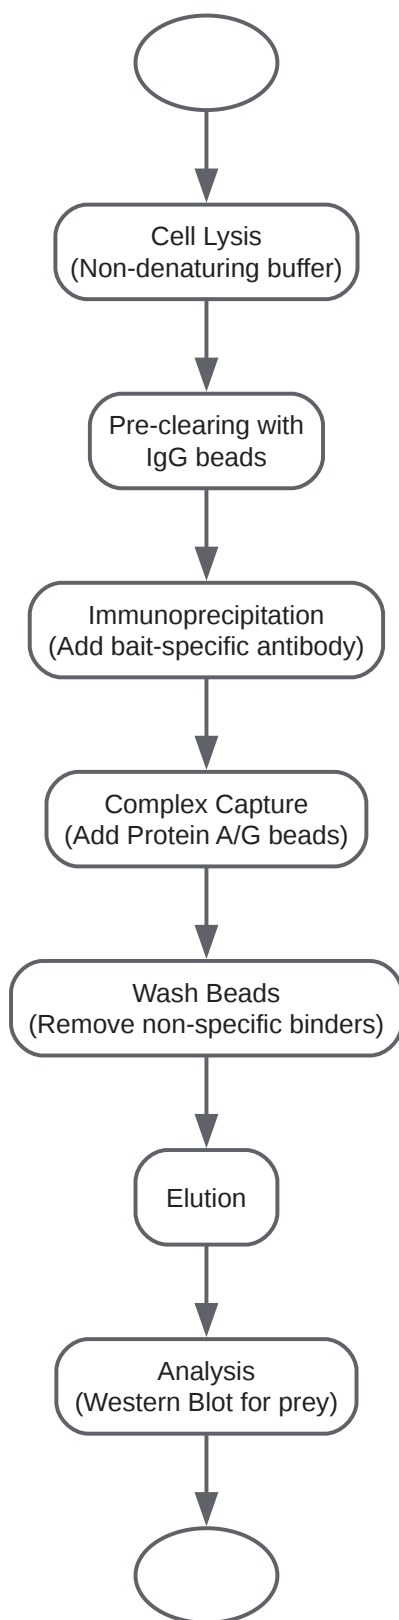 Cell Lysis
(Non-denaturing buffer)
Pre-clearing with
IgG beads
Immunoprecipitation
(Add bait-specific antibody)
Complex Capture
(Add Protein A/G beads)
Wash Beads
(Remove non-specific binders)
Elution
Analysis
(Western Blot for prey)